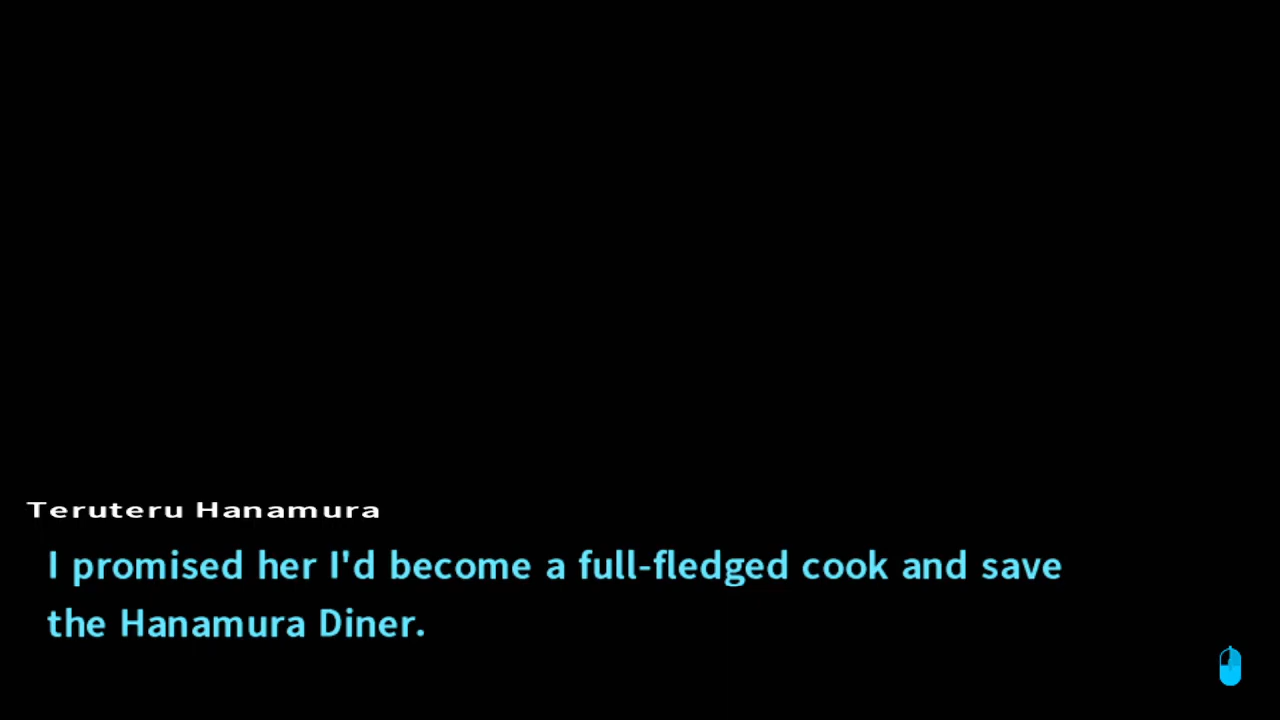 Teruteru Hanamura
I promised her I'd become a full-fledged cook and save
the Hanamura Diner.